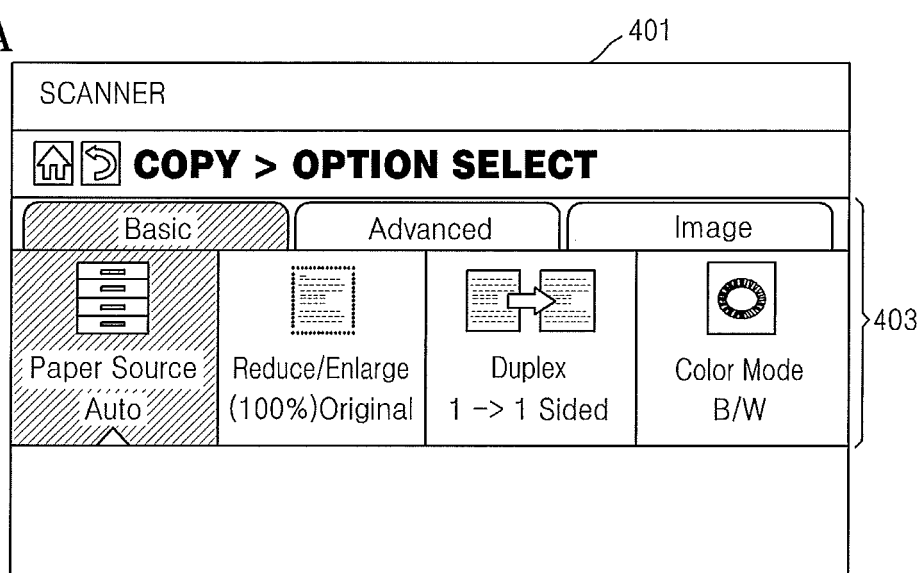 A
401
SCANNER
COPY > OPTION SELECT
Basic Advanced Image
Paper Source Reduce/Enlarge Duplex Color Mode
Auto (100%)Original 1 -> 1 Sided B/W
403